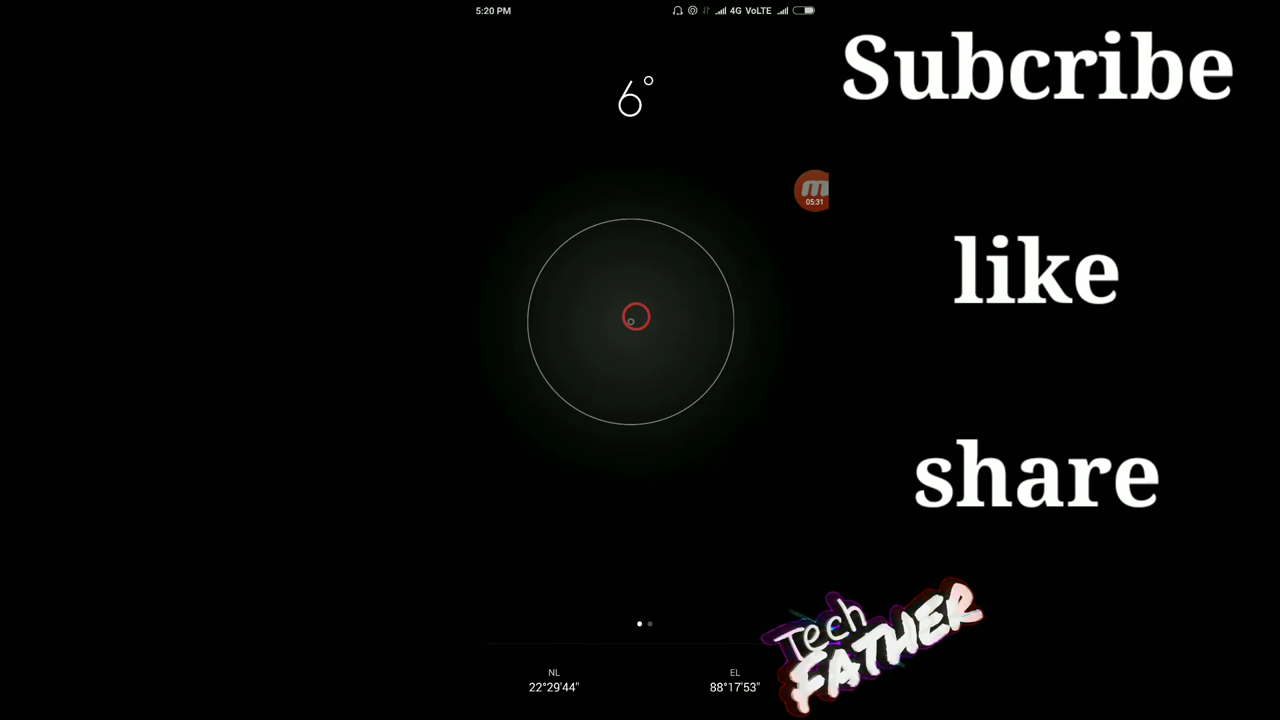 5:20 PM
4G VoLTE
6°
m
05:31
Subcribe
like
share
Tech
FATHER
NL
22°29'44"
EL
88°17'53"